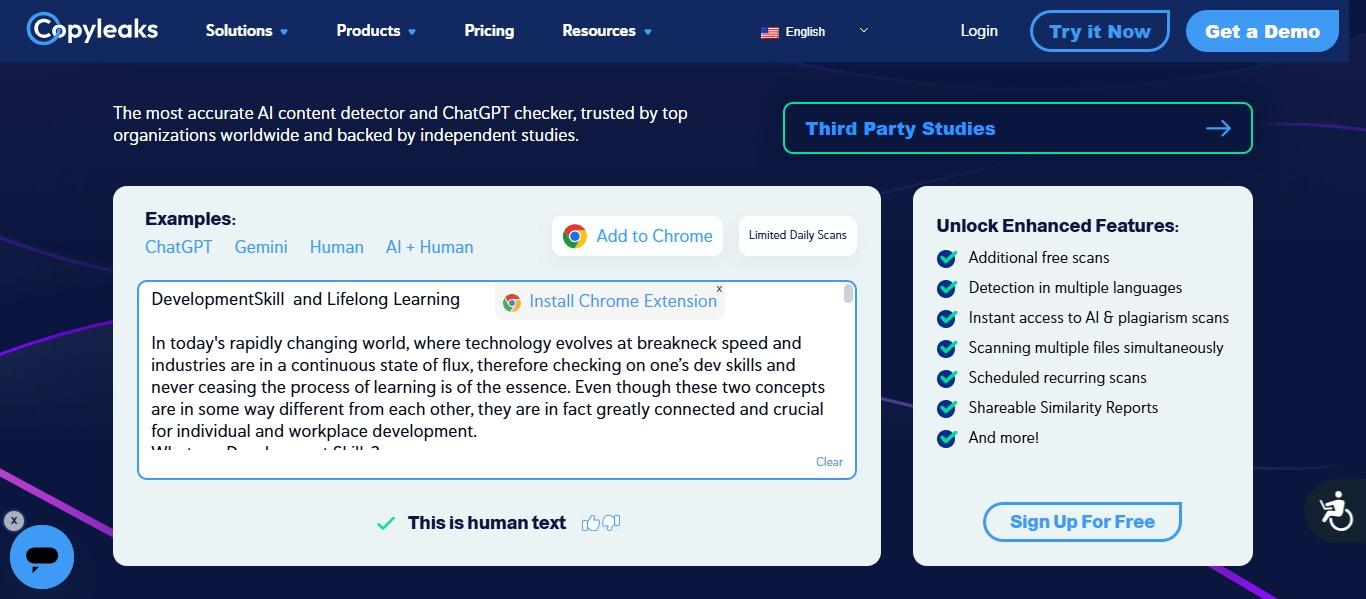 Copyleaks
Solutions
Products
Pricing
Resources
English
Login
Try it Now
Get a Demo
The most accurate AI content detector and ChatGPT checker, trusted by top
organizations worldwide and backed by independent studies.
Third Party Studies
Examples:
ChatGPT Gemini Human AI + Human
Add to Chrome
Limited Daily Scans
DevelopmentSkill and Lifelong Learning
Install Chrome Extension
x
In today's rapidly changing world, where technology evolves at breakneck speed and
industries are in a continuous state of flux, therefore checking on one’s dev skills and
never ceasing the process of learning is of the essence. Even though these two concepts
are in some way different from each other, they are in fact greatly connected and crucial
for individual and workplace development.
Clear
This is human text
Unlock Enhanced Features:
Additional free scans
Detection in multiple languages
Instant access to AI & plagiarism scans
Scanning multiple files simultaneously
Scheduled recurring scans
Shareable Similarity Reports
And more!
Sign Up For Free
x